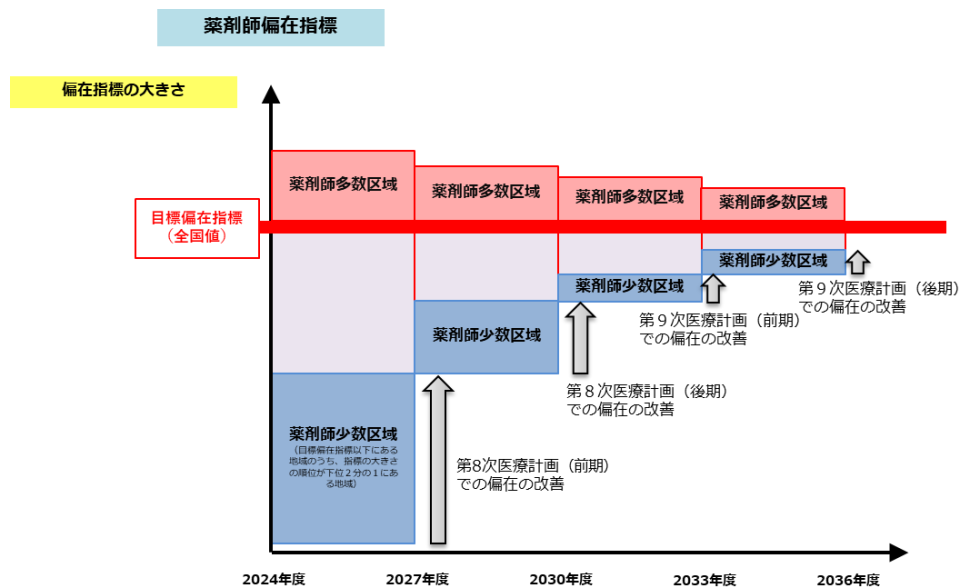 薬剤師偏在指標
偏在指標の大きさ
薬剤師多数区域
薬剤師多数区域
薬剤師多数区域
薬剤師多数区域
目標偏在指標
（全国値）
薬剤師少数区域
薬剤師少数区域
薬剤師少数区域
薬剤師少数区域
（目標偏在指標以下にある
地域のうち、指標の大きさ
の順位が下位２分の１にあ
る地域）
第8次医療計画（前期）
での偏在の改善
第８次医療計画（後期）
での偏在の改善
第９次医療計画（前期）
での偏在の改善
第９次医療計画（後期）
での偏在の改善
2024年度
2027年度
2030年度
2033年度
2036年度